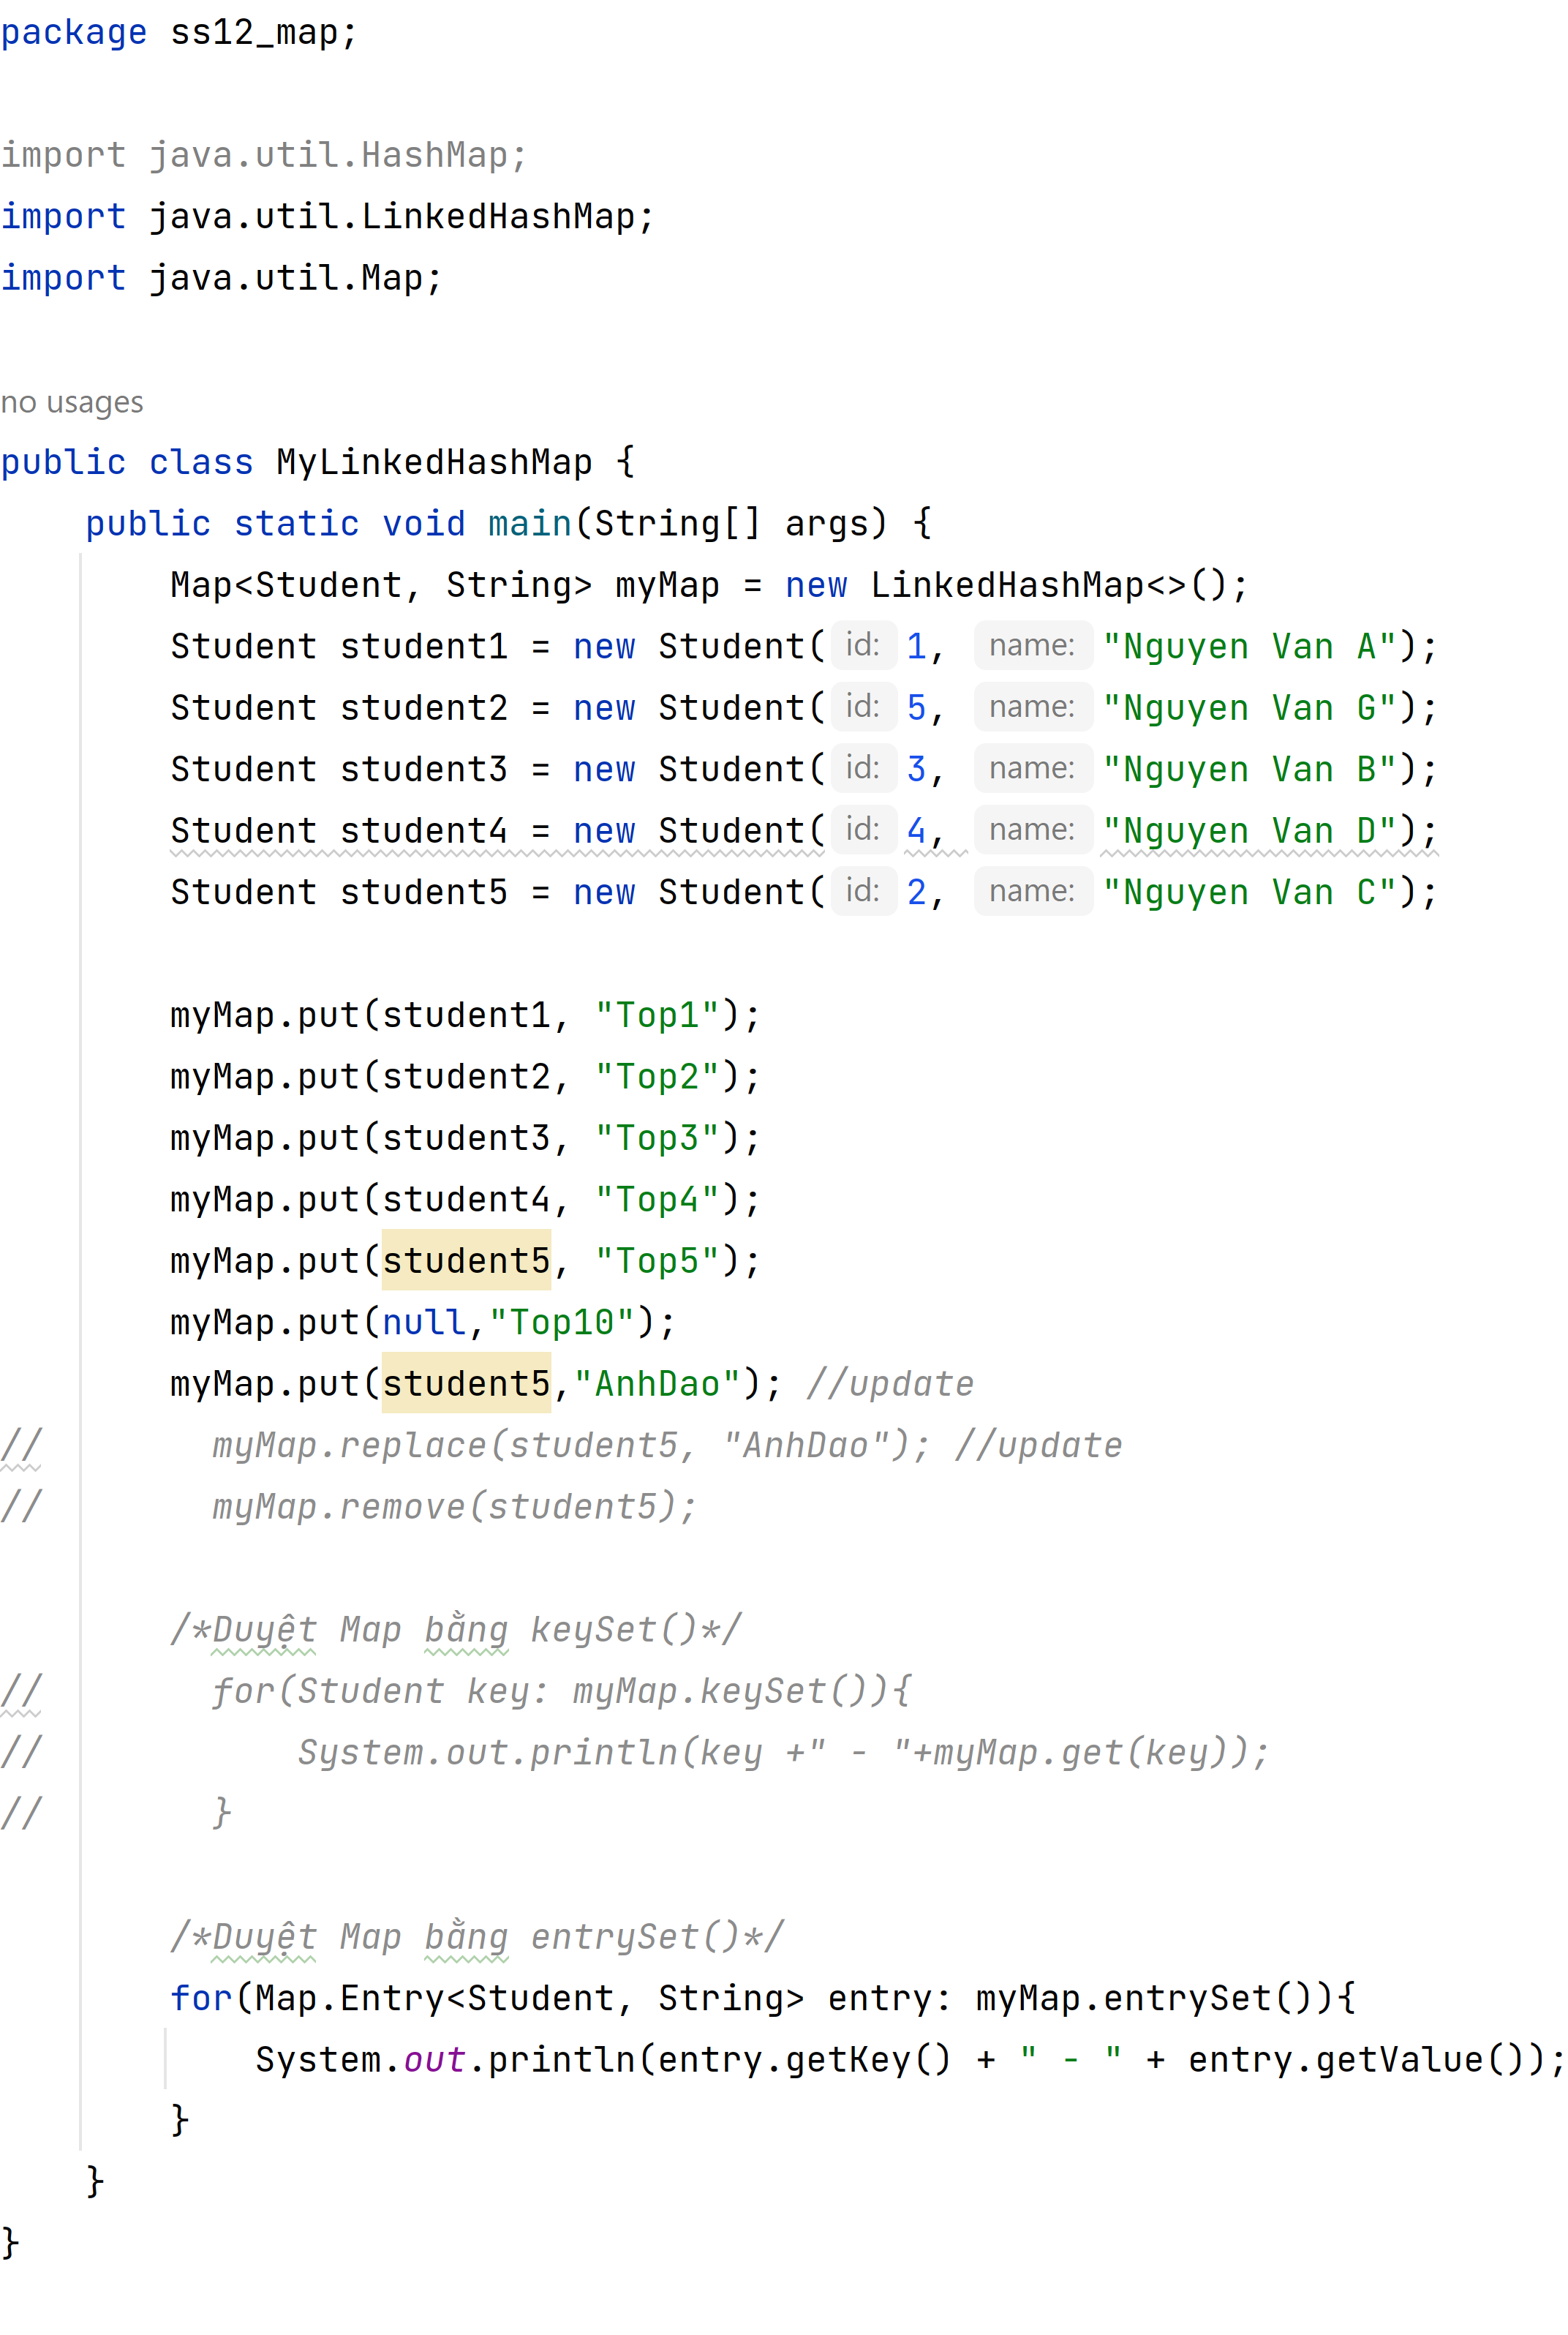 package ss12_map;
import java.util.HashMap;
import java.util.LinkedHashMap;
import java.util.Map;
no usages
public class MyLinkedHashMap {
    public static void main(String[] args) {
        Map<Student, String> myMap = new LinkedHashMap<>();
        Student student1 = new Student( id: 1, name: "Nguyen Van A");
        Student student2 = new Student( id: 5, name: "Nguyen Van G");
        Student student3 = new Student( id: 3, name: "Nguyen Van B");
        Student student4 = new Student( id: 4, name: "Nguyen Van D");
        Student student5 = new Student( id: 2, name: "Nguyen Van C");
        myMap.put(student1, "Top1");
        myMap.put(student2, "Top2");
        myMap.put(student3, "Top3");
        myMap.put(student4, "Top4");
        myMap.put(student5, "Top5");
        myMap.put(null,"Top10");
        myMap.put(student5,"AnhDao"); //update
//        myMap.replace(student5, "AnhDao"); //update
//        myMap.remove(student5);
        /*Duyệt Map bằng keySet()*/
//        for(Student key: myMap.keySet()){
//            System.out.println(key +" - "+myMap.get(key));
//        }
        /*Duyệt Map bằng entrySet()*/
        for(Map.Entry<Student, String> entry: myMap.entrySet()){
            System.out.println(entry.getKey() + " - " + entry.getValue());
        }
    }
}